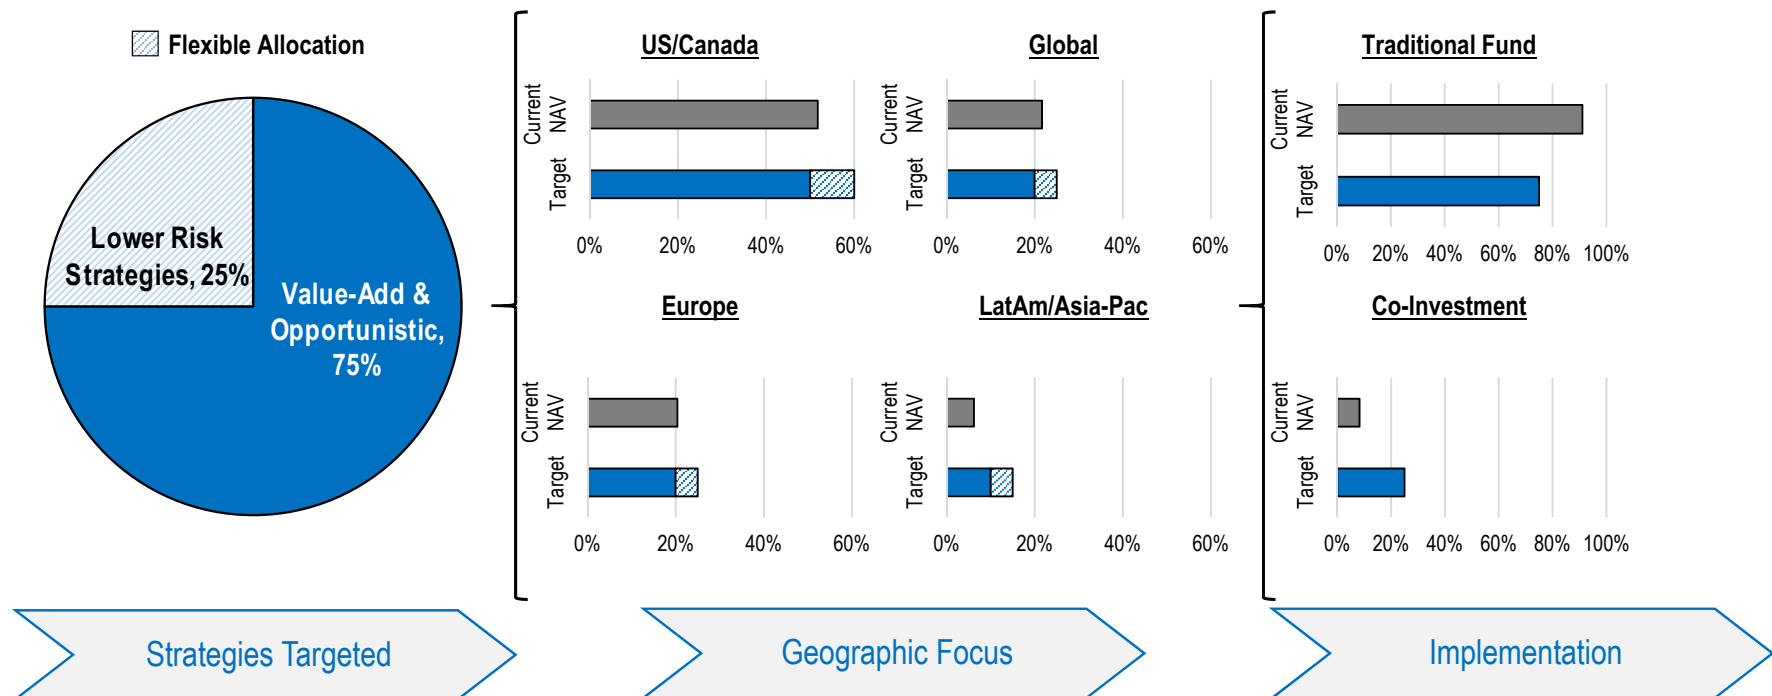 Flexible Allocation
Lower Risk
Strategies, 25%
Value-Add &
Opportunistic,
75%
US/Canada
Current
NAV
Target
0% 20% 40% 60%
Global
Current
NAV
Target
0% 20% 40% 60%
Europe
Current
NAV
Target
0% 20% 40% 60%
LatAm/Asia-Pac
Current
NAV
Target
0% 20% 40% 60%
Traditional Fund
Current
NAV
Target
0% 20% 40% 60% 80% 100%
Co-Investment
Current
NAV
Target
0% 20% 40% 60% 80% 100%
Strategies Targeted
Geographic Focus
Implementation